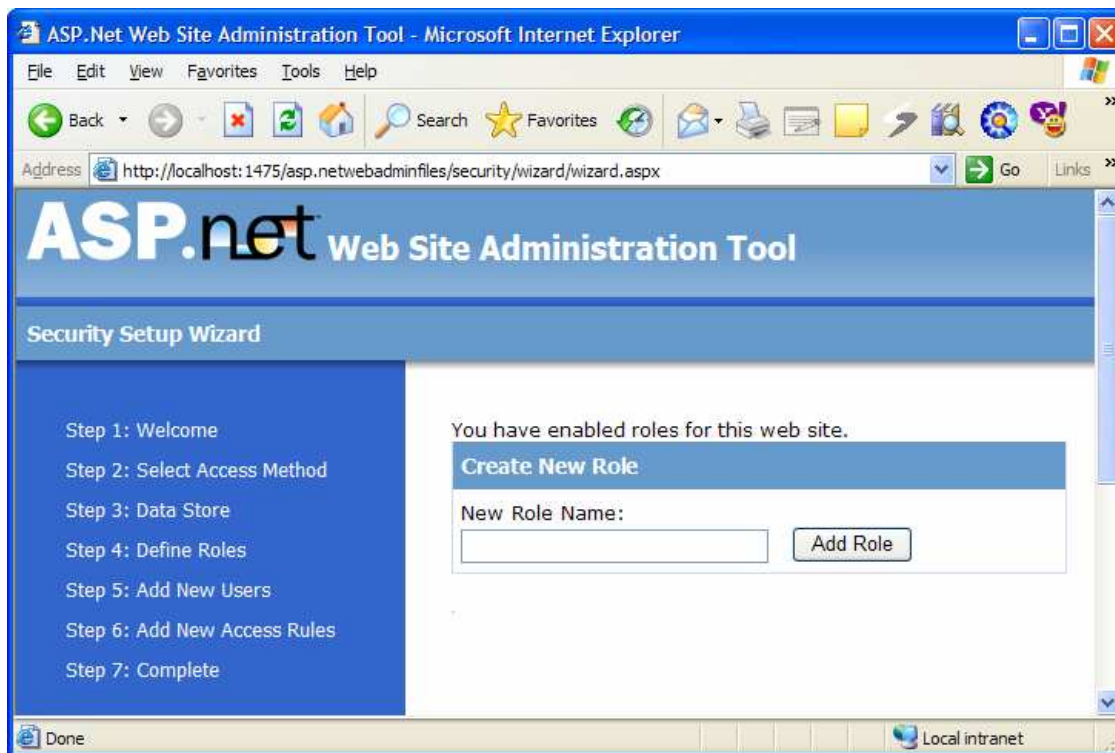 ASP.Net Web Site Administration Tool - Microsoft Internet Explorer
File Edit View Favorites Tools Help
Back Search Favorites »
Address http://localhost:1475/asp.netwebadminfiles/security/wizard/wizard.aspx Go Links »
ASP.net Web Site Administration Tool
Security Setup Wizard
Step 1: Welcome
Step 2: Select Access Method
Step 3: Data Store
Step 4: Define Roles
Step 5: Add New Users
Step 6: Add New Access Rules
Step 7: Complete
You have enabled roles for this web site.
Create New Role
New Role Name:
Add Role
Done Local intranet